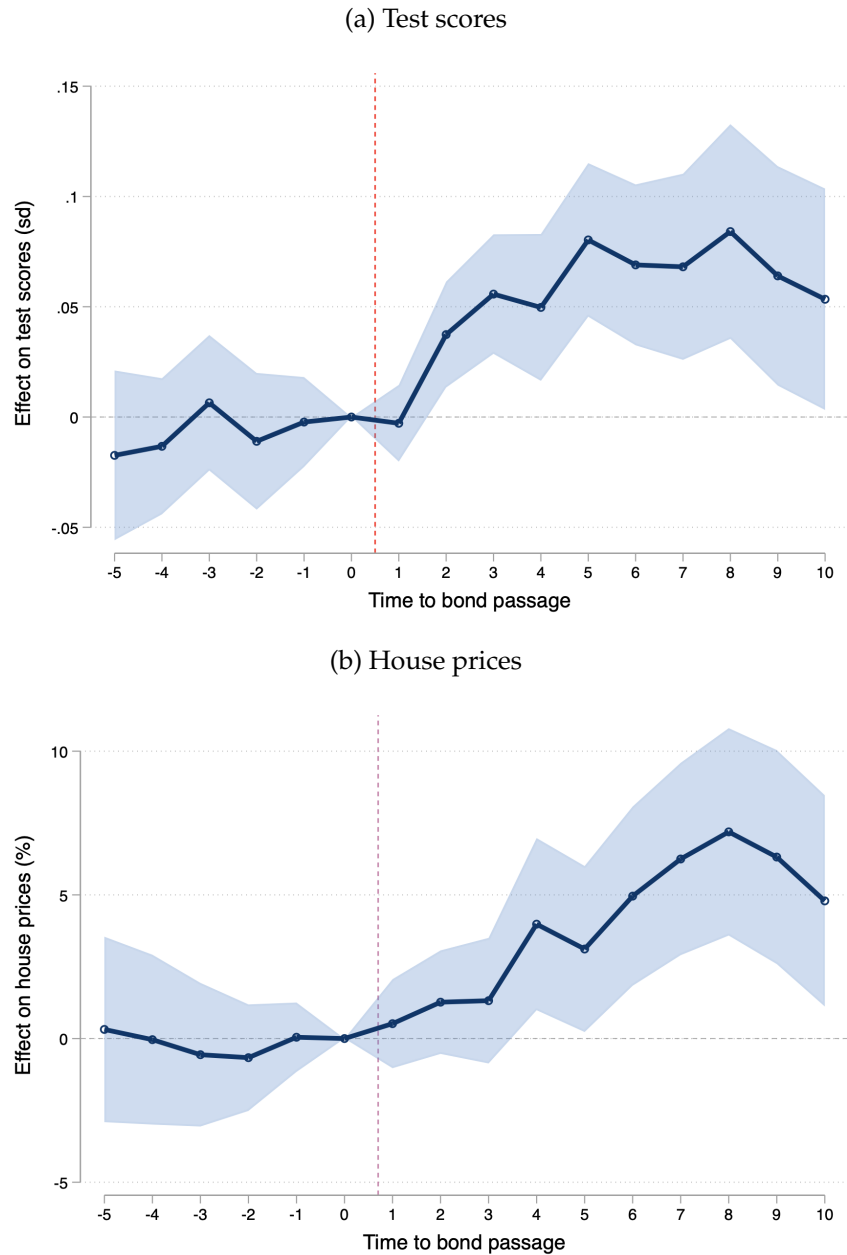 (a) Test scores
.15
.1
.05
0
-.05
Effect on test scores (sd)
-5 -4 -3 -2 -1 0 1 2 3 4 5 6 7 8 9 10
Time to bond passage
(b) House prices
10
5
0
-5
Effect on house prices (%)
-5 -4 -3 -2 -1 0 1 2 3 4 5 6 7 8 9 10
Time to bond passage